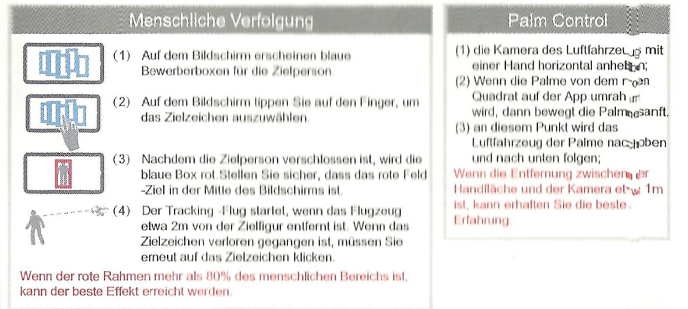 Menschliche Verfolgung
(1) Auf dem Bildschirm erscheinen blaue
Bewerberboxen für die Zielperson.
(2) Auf dem Bildschirm tippen Sie auf den Finger, um
das Zielzeichen auszuwählen.
(3) Nachdem die Zielperson verschlossen ist, wird die
blaue Box rot.Stellen Sie sicher, dass das rote Feld
-Ziel in der Mitte des Bildschirms ist.
(4) Der Tracking -Flug startet, wenn das Flugzeug
etwa 2m von der Zielfigur entfernt ist. Wenn das
Zielzeichen verloren gegangen ist, müssen Sie
erneut auf das Zielzeichen klicken.
Wenn der rote Rahmen mehr als 80% des menschlichen Bereichs ist,
kann der beste Effekt erreicht werden.
Palm Control
(1) die Kamera des Luftfahrzeug mit
einer Hand horizontal
(2) Wenn die Palme von dem
Quadrat auf der App
wird, dann bewegt die Palme sanft.
(3) an diesem Punkt wird das
Luftfahrzeug der Palme nach oben
und nach unten folgen;
Wenn die Entfernung zwischen der
Handfläche und der Kamera 1m
ist, kann erhalten Sie die beste
Erfahrung.